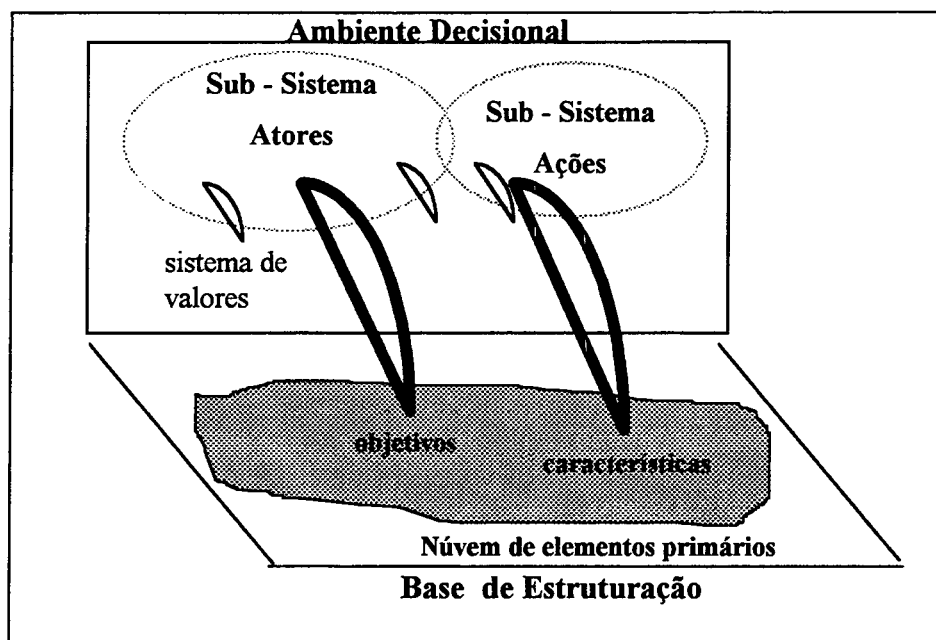 Ambiente Decisional
Sub - Sistema
Atores
Sub - Sistema
Ações
sistema de
valores
objetivos
características
Núvem de elementos primários
Base de Estruturação